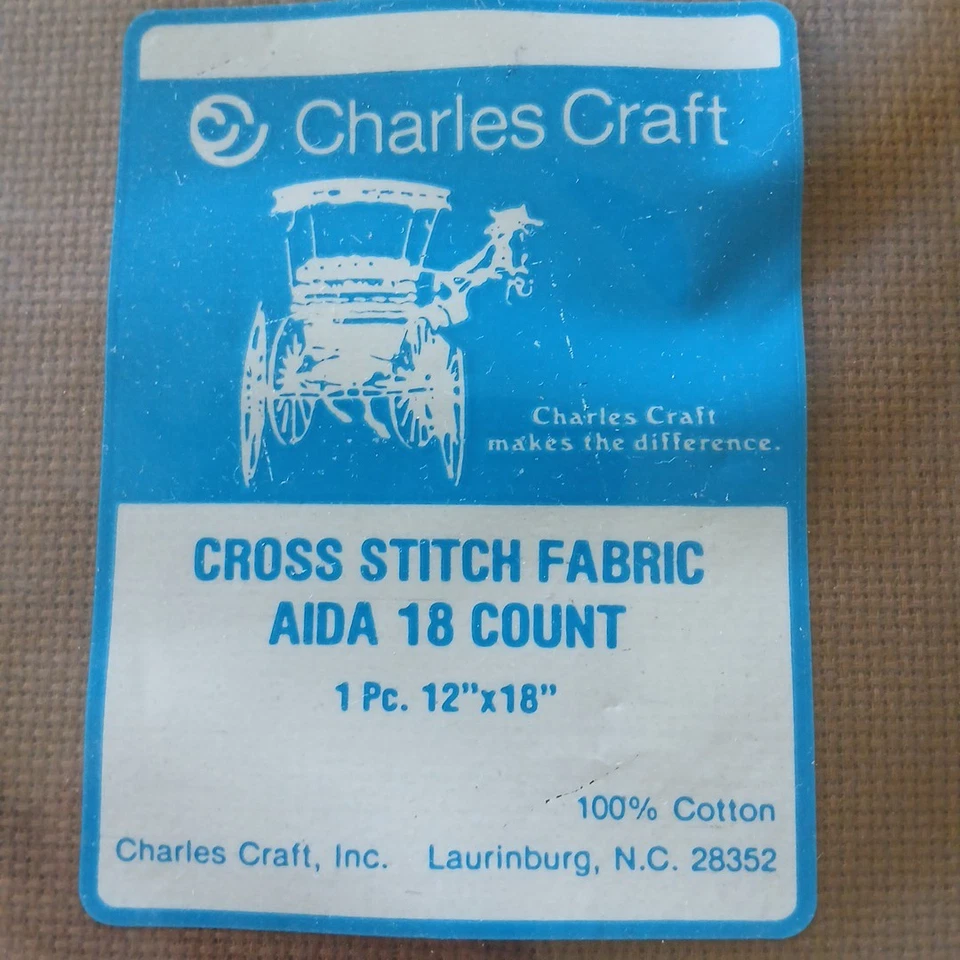 Charles Craft
Charles Craft
makes the difference.
CROSS STITCH FABRIC
AIDA 18 COUNT
1 Pc. 12"x18"
100% Cotton
Charles Craft, Inc. Laurinburg, N.C. 28352